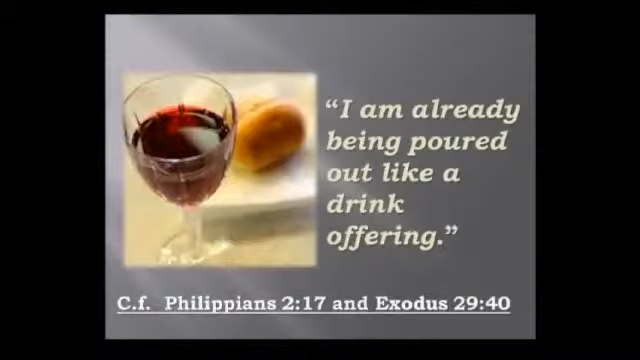 “I am already
being poured
out like a
drink
offering.”
C.f.  Philippians 2:17 and Exodus 29:40